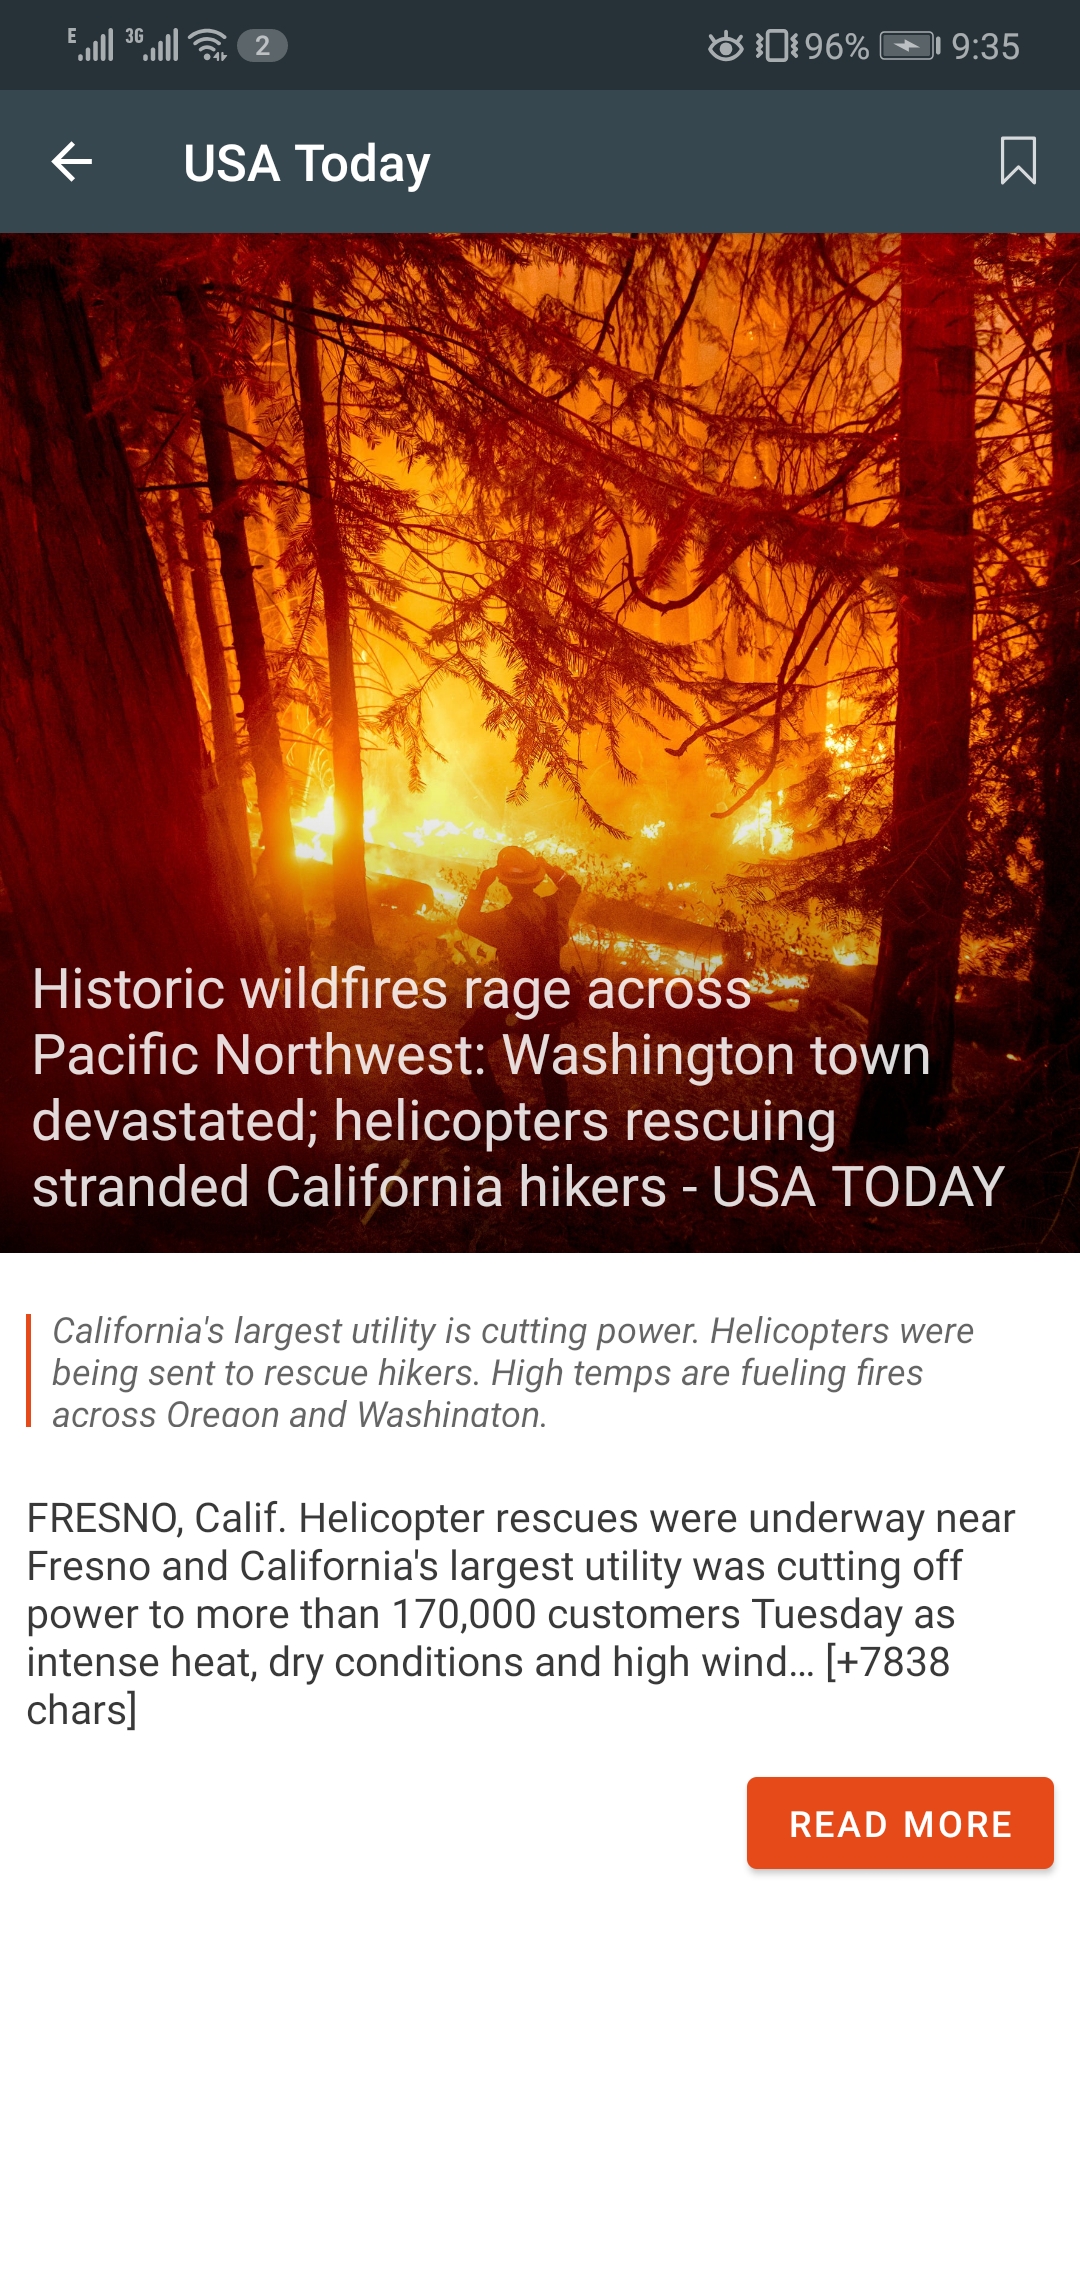 E 3G 2 96% 9:35
USA Today
Historic wildfires rage across
Pacific Northwest: Washington town
devastated; helicopters rescuing
stranded California hikers - USA TODAY
California's largest utility is cutting power. Helicopters were
being sent to rescue hikers. High temps are fueling fires
across Oregon and Washington.
FRESNO, Calif. Helicopter rescues were underway near
Fresno and California's largest utility was cutting off
power to more than 170,000 customers Tuesday as
intense heat, dry conditions and high wind… [+7838
chars]
READ MORE